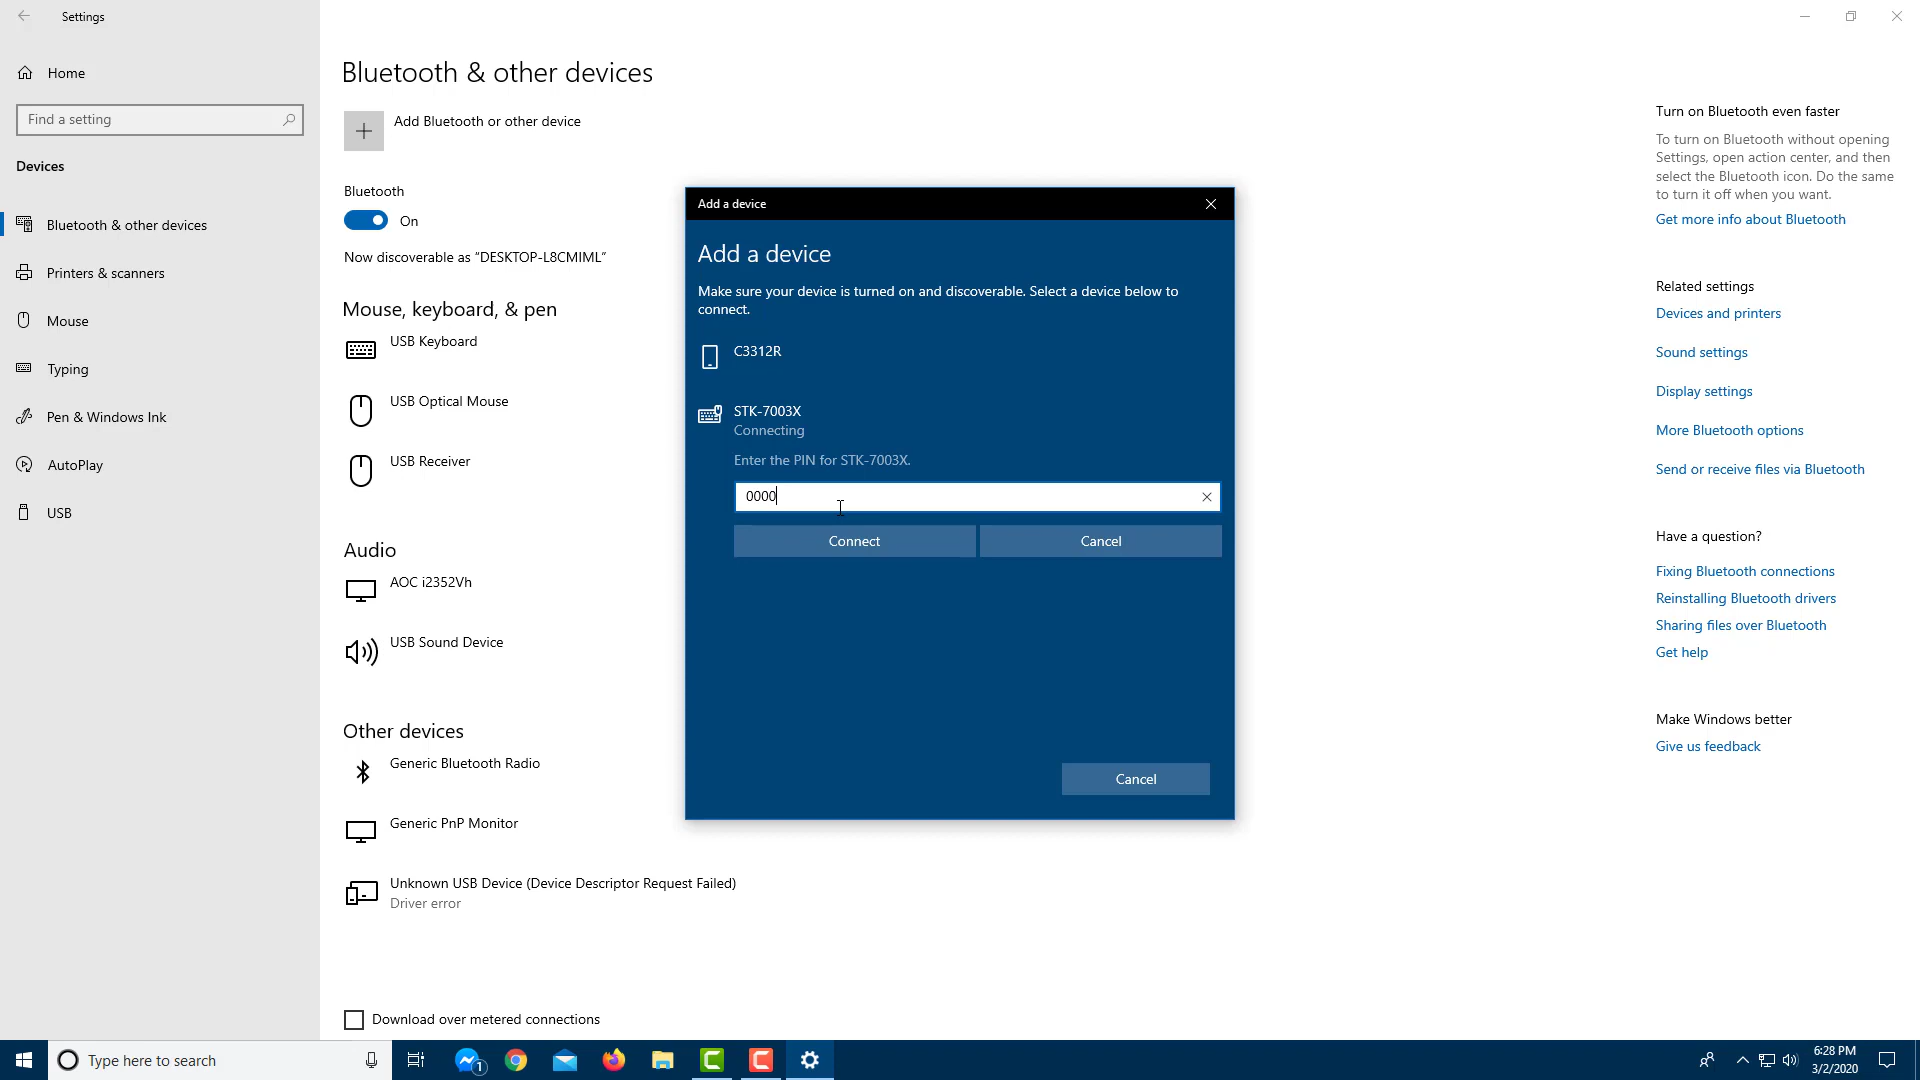 Settings
Home
Find a setting
Devices
Bluetooth & other devices
Printers & scanners
Mouse
Typing
Pen & Windows Ink
AutoPlay
USB
Bluetooth & other devices
Add Bluetooth or other device
Bluetooth
On
Now discoverable as “DESKTOP-L8CMIML”
Mouse, keyboard, & pen
USB Keyboard
USB Optical Mouse
USB Receiver
Audio
AOC i2352Vh
USB Sound Device
Other devices
Generic Bluetooth Radio
Generic PnP Monitor
Unknown USB Device (Device Descriptor Request Failed)
Driver error
Download over metered connections
Add a device
Add a device
Make sure your device is turned on and discoverable. Select a device below to
connect.
C3312R
STK-7003X
Connecting
Enter the PIN for STK-7003X.
0000
Connect
Cancel
Cancel
Turn on Bluetooth even faster
To turn on Bluetooth without opening
Settings, open action center, and then
select the Bluetooth icon. Do the same
to turn it off when you want.
Get more info about Bluetooth
Related settings
Devices and printers
Sound settings
Display settings
More Bluetooth options
Send or receive files via Bluetooth
Have a question?
Fixing Bluetooth connections
Reinstalling Bluetooth drivers
Sharing files over Bluetooth
Get help
Make Windows better
Give us feedback
Type here to search
1
6:28 PM
3/2/2020